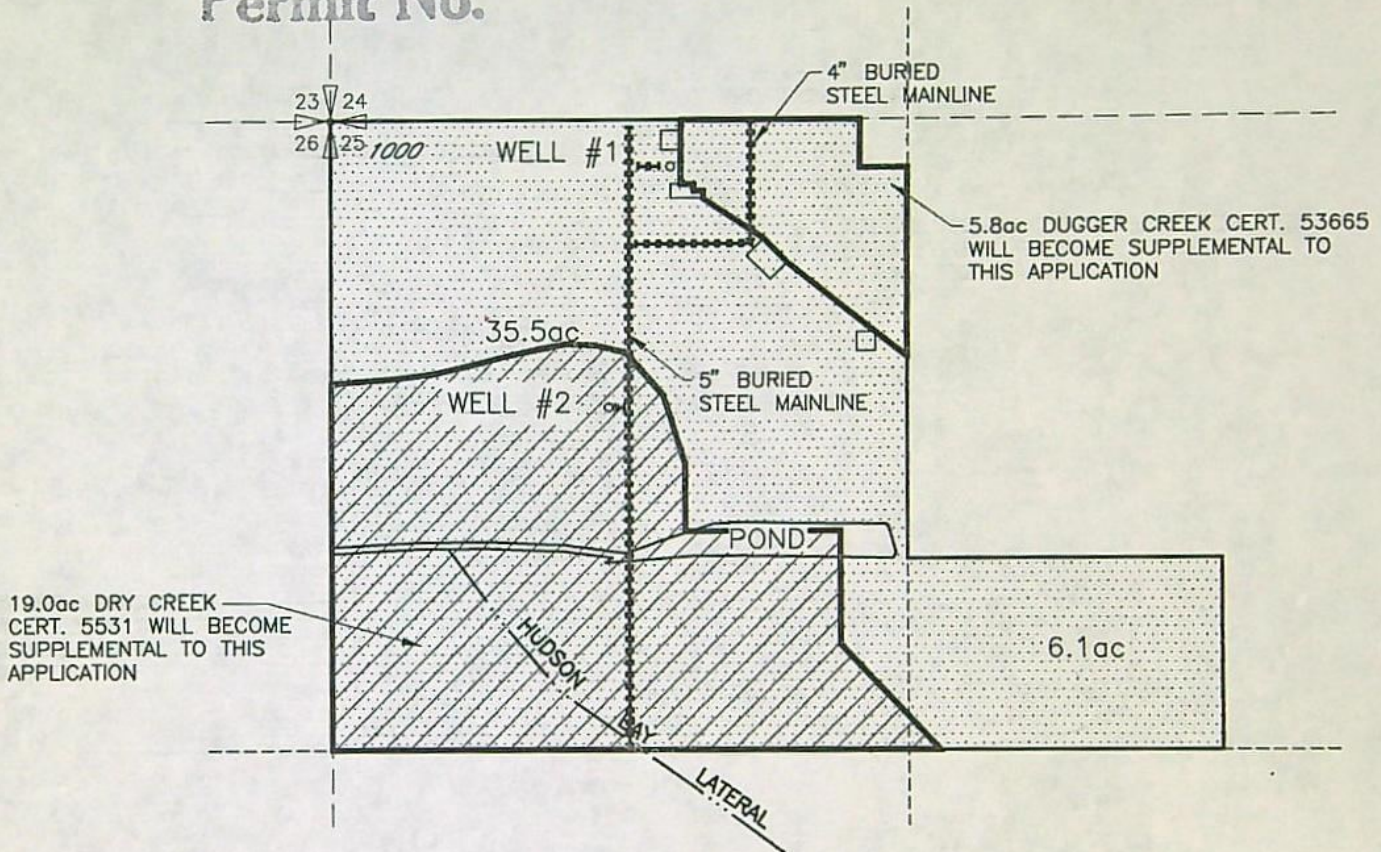 Permit No.
4" BURIED
STEEL MAINLINE
23 24
26 25
1000
WELL #1
5.8ac DUGGER CREEK CERT. 53665
WILL BECOME SUPPLEMENTAL TO
THIS APPLICATION
35.5ac
5" BURIED
STEEL MAINLINE
WELL #2
POND
19.0ac DRY CREEK
CERT. 5531 WILL BECOME
SUPPLEMENTAL TO THIS
APPLICATION
HUDSON
BAY
LATERAL
6.1ac